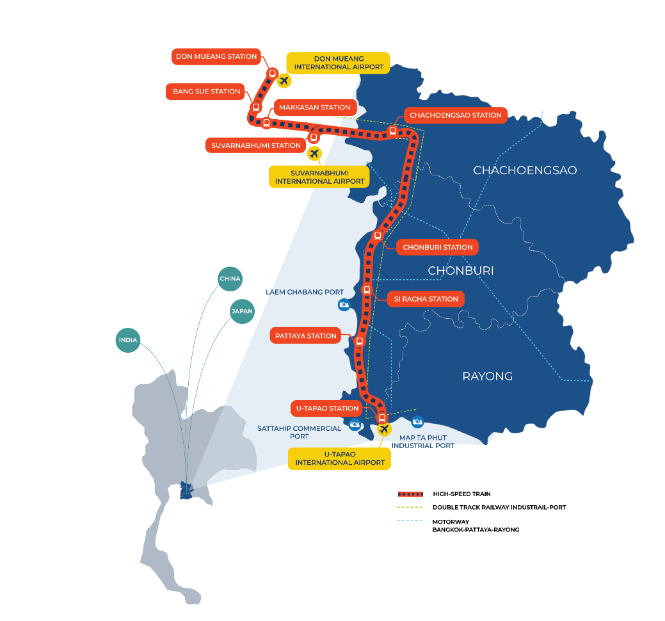 DON MUEANG STATION
DON MUEANG
INTERNATIONAL AIRPORT
BANG SUE STATION
MAKKASAN STATION
CHACHOENGSAO STATION
SUVARNABHUMI STATION
SUVARNABHUMI
INTERNATIONAL AIRPORT
CHACHOENGSAO
CHONBURI STATION
CHONBURI
CHINA
LAEM CHABANG PORT
SI RACHA STATION
JAPAN
INDIA
PATTAYA STATION
RAYONG
U-TAPAO STATION
SATTAHIP COMMERCIAL
PORT
MAP TA PHUT
INDUSTRIAL PORT
U-TAPAO
INTERNATIONAL AIRPORT
HIGH-SPEED TRAIN
DOUBLE TRACK RAILWAY INDUSTRAIL-PORT
MOTORWAY
BANGKOK-PATTAYA-RAYONG